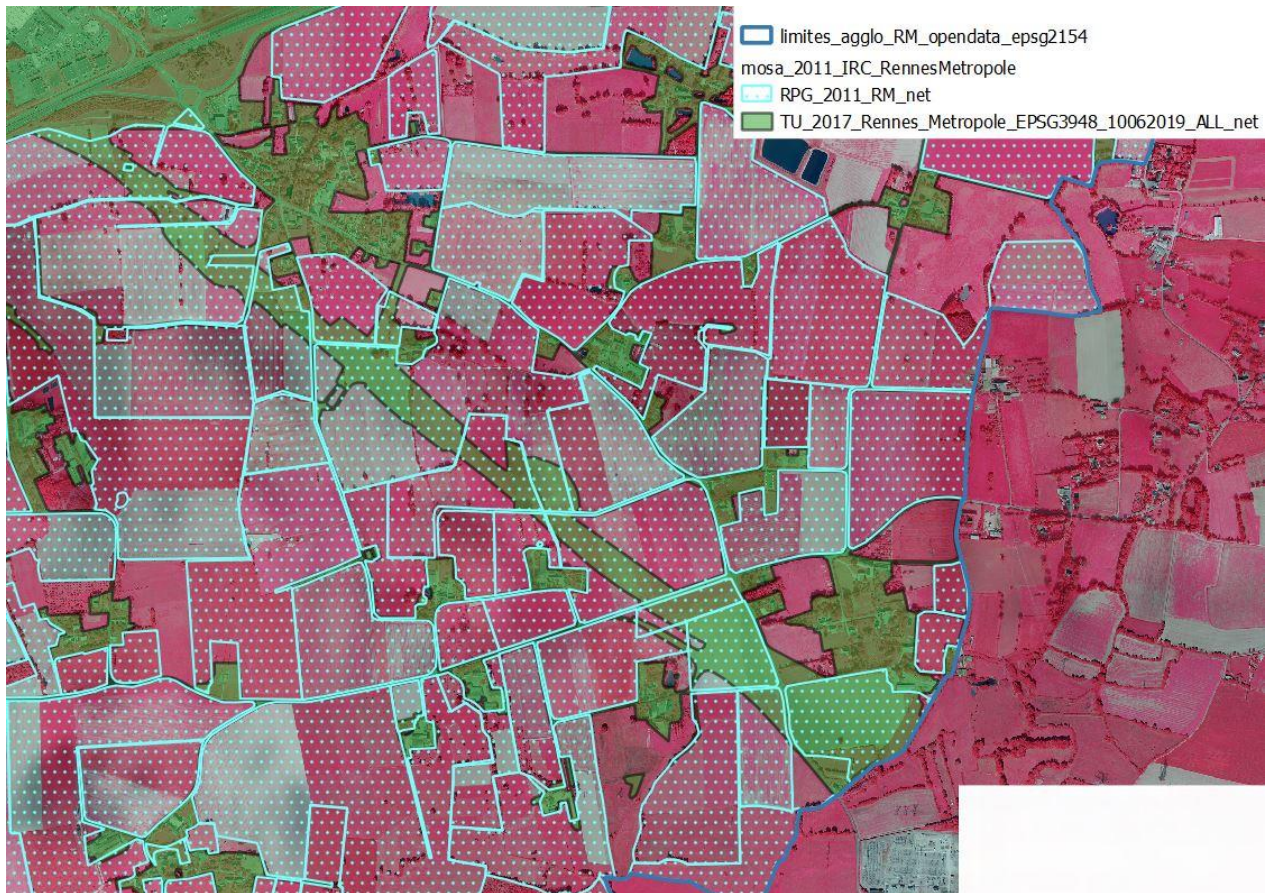 limites_agglo_RM_opendata_epsg2154
mosa_2011_IRC_RennesMetropole
RPG_2011_RM_net
TU_2017_Rennes_Metropole_EPSG3948_10062019_ALL_net